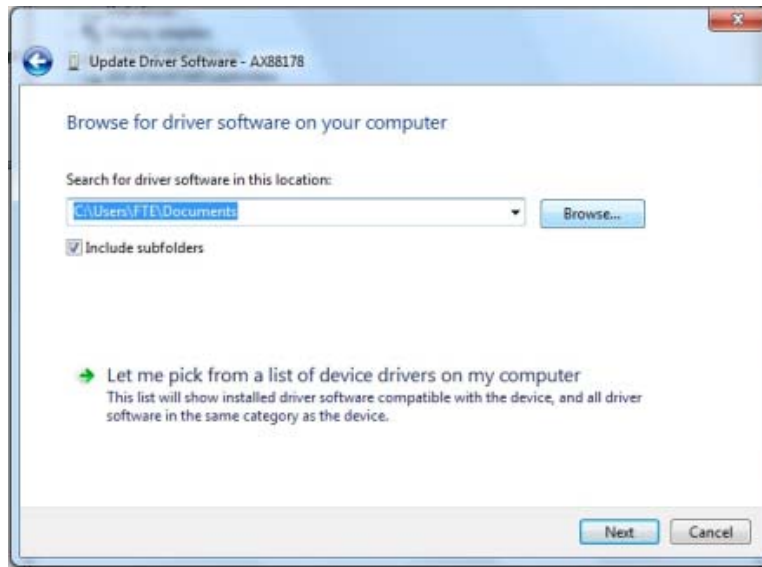 Update Driver Software - AX88178
Browse for driver software on your computer
Search for driver software in this location:
C:\Users\FTE\Documents
Browse...
Include subfolders
Let me pick from a list of device drivers on my computer
This list will show installed driver software compatible with the device, and all driver
software in the same category as the device.
Next
Cancel